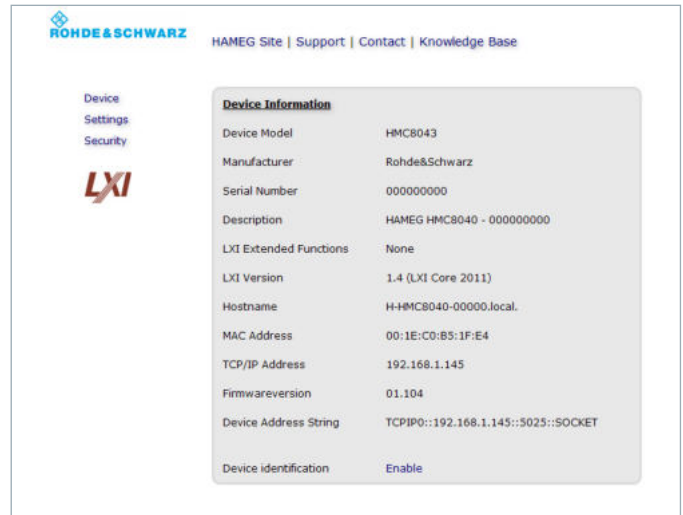 ROHDE&SCHWARZ
HAMEG Site | Support | Contact | Knowledge Base
Device
Settings
Security
LXI
Device Information
Device Model HMC8043
Manufacturer Rohde&Schwarz
Serial Number 000000000
Description HAMEG HMC8040 - 000000000
LXI Extended Functions None
LXI Version 1.4 (LXI Core 2011)
Hostname H-HMC8040-00000.local.
MAC Address 00:1E:C0:B5:1F:E4
TCP/IP Address 192.168.1.145
Firmwareversion 01.104
Device Address String TCPIP0::192.168.1.145::5025::SOCKET
Device identification Enable